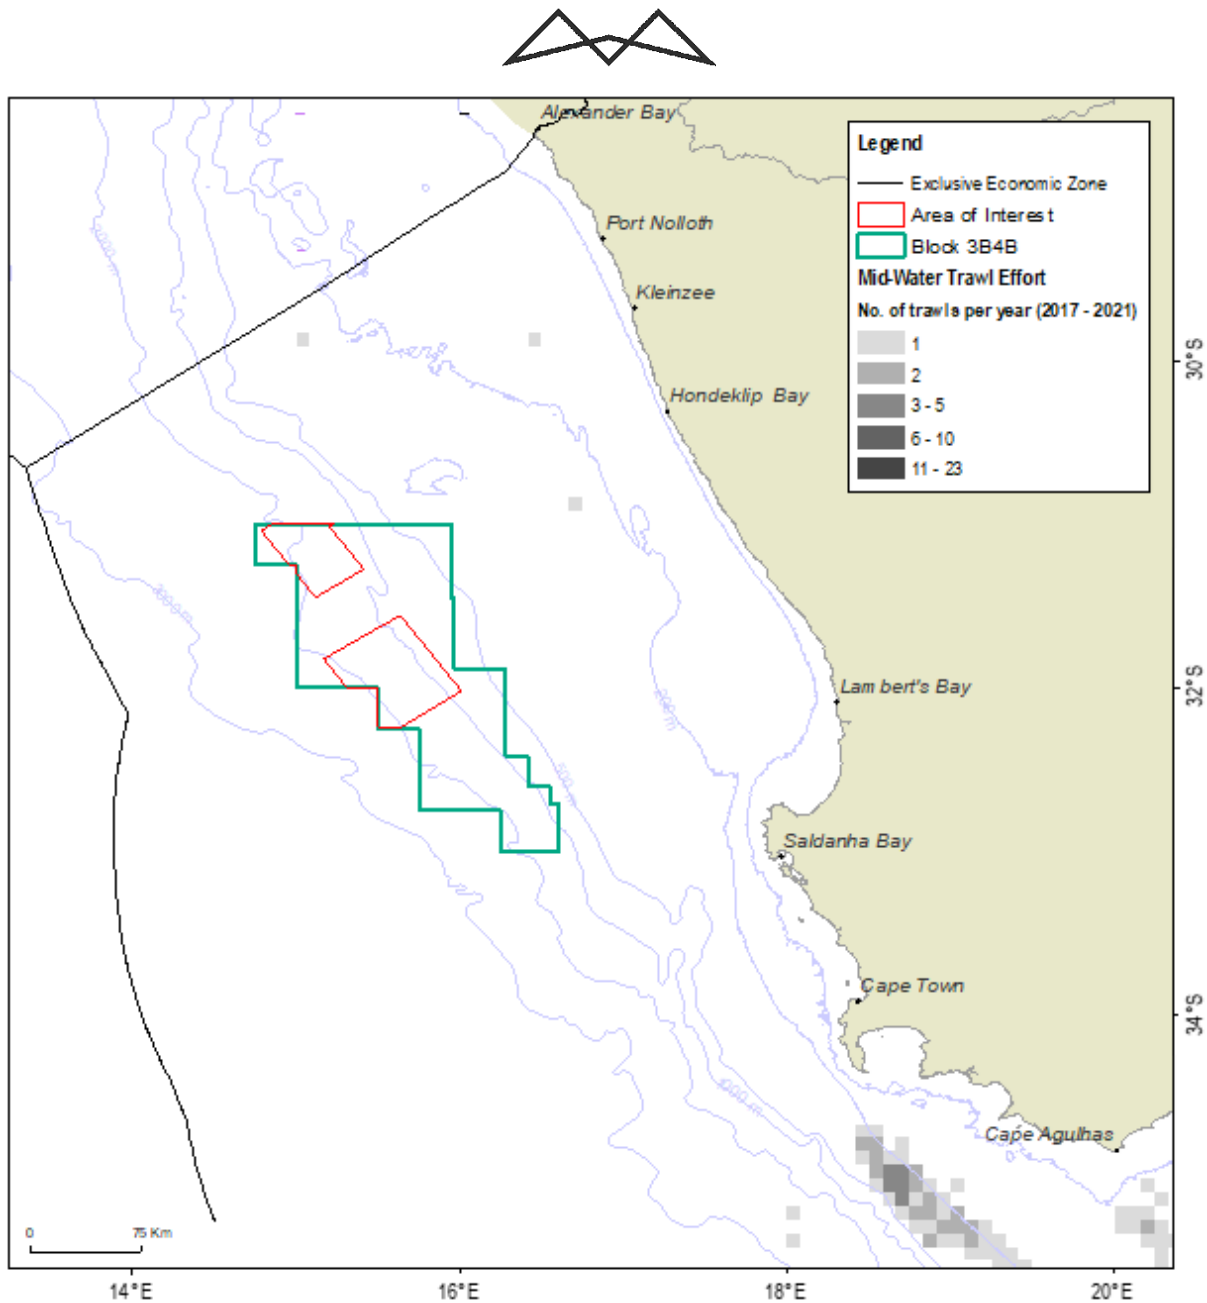 Alexander Bay
Legend
Exclusive Economic Zone
Area of Interest
Block 3B4B
Mid-Water Trawl Effort
No. of trawls per year (2017 - 2021)
1
2
3 - 5
6 - 10
11 - 23
Port Nolloth
Kleinzee
Hondeklip Bay
30°S
Lambert's Bay
32°S
200 m
500 m
Saldanha Bay
Cape Town
34°S
Cape Agulhas
0 75 Km
14°E 16°E 18°E 20°E